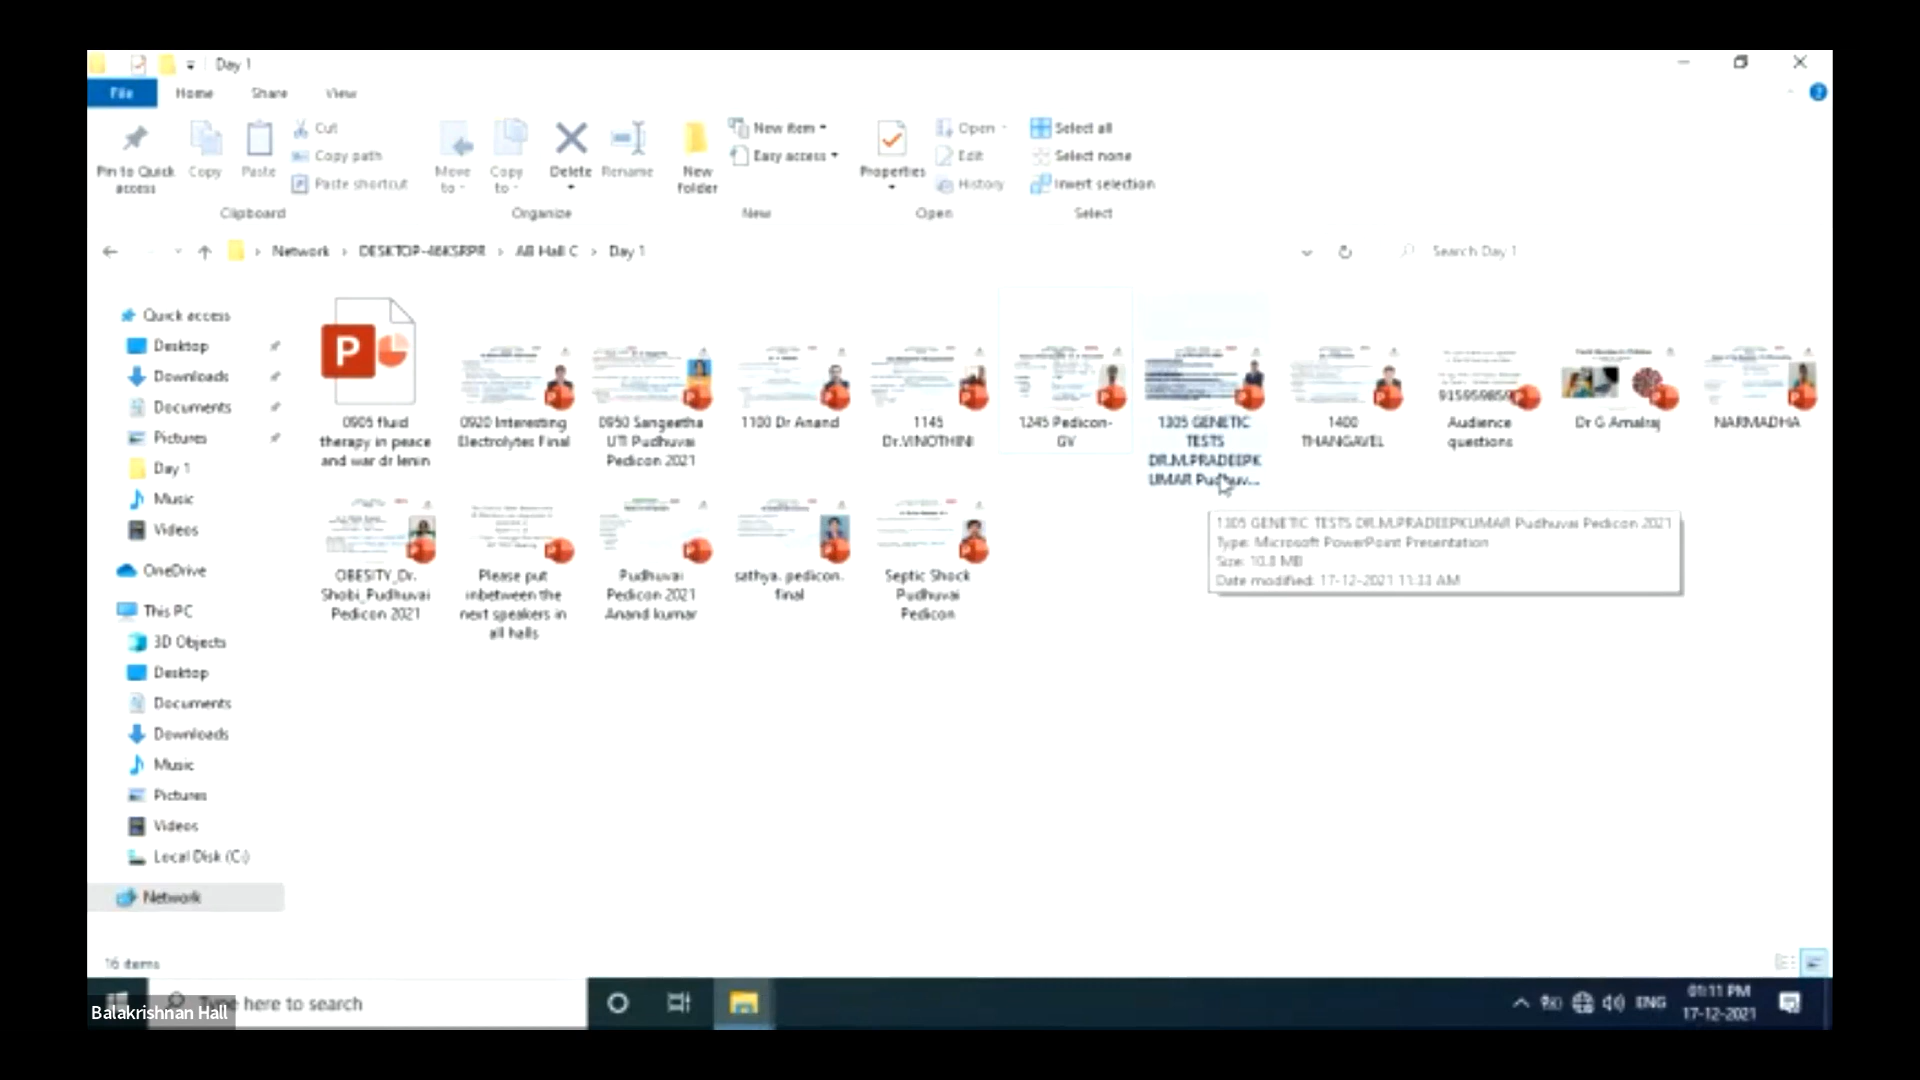 Day 1
File Home Share View
Pin to Quick access
Copy
Paste
Cut
Copy path
Paste shortcut
Clipboard
Move to
Copy to
Delete
Rename
Organize
New folder
New item
Easy access
New
Properties
Open
Edit
History
Open
Select all
Select none
Invert selection
Select
Network > DESKTOP-46KSRPR > AB Hall C > Day 1
Search Day 1
Quick access
Desktop
Downloads
Documents
Pictures
Day 1
Music
Videos
OneDrive
This PC
3D Objects
Desktop
Documents
Downloads
Music
Pictures
Videos
Local Disk (C:)
Network
0905 fluid
therapy in peace
and war dr lenin
0920 Interesting
Electrolytes Final
0950 Sangeetha
UTI Pudhuvai
Pedicon 2021
1100 Dr Anand
1145
Dr.VINOTHINI
1245 Pedicon-
GV
1305 GENETIC
TESTS
DR.M.PRADEEPK
UMAR Pudhuv...
1400
THANGAVEL
915959859
Audience
questions
Dr G Amalraj
NARMADHA
OBESITY_Dr.
Shobi_Pudhuvai
Pedicon 2021
Please put
inbetween the
next speakers in
all halls
Pudhuvai
Pedicon 2021
Anand kumar
sathya. pedicon.
final
Septic Shock
Pudhuvai
Pedicon
1305 GENETIC TESTS DR.M.PRADEEPKUMAR Pudhuvai Pedicon 2021
Type: Microsoft PowerPoint Presentation
Size: 10.8 MB
Date modified: 17-12-2021 11:33 AM
16 items
Type here to search
Balakrishnan Hall
ENG
01:11 PM
17-12-2021